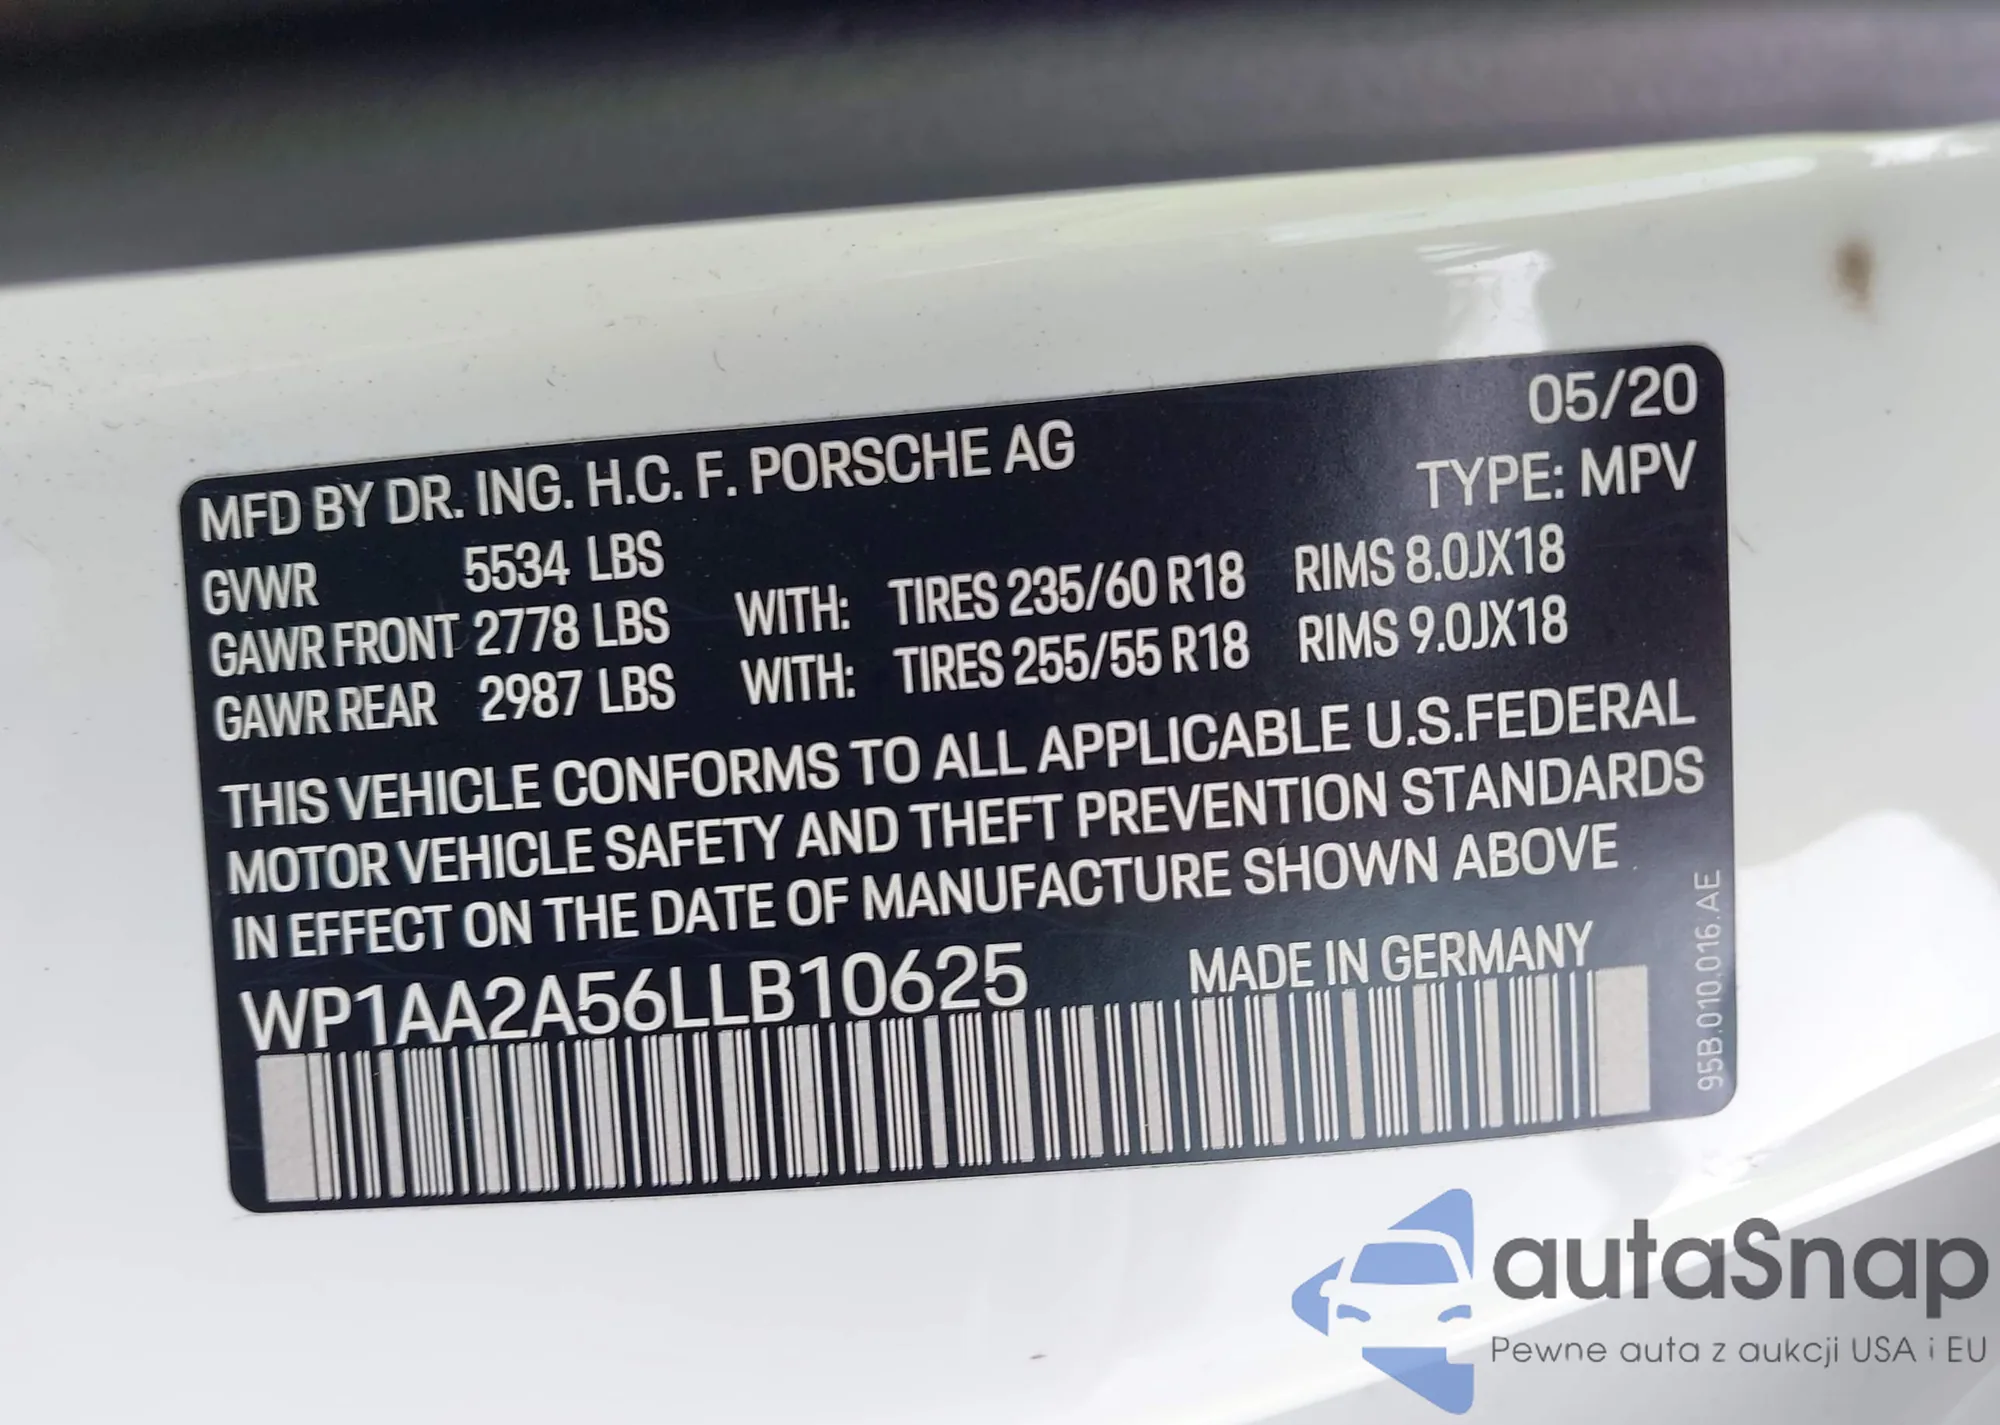 05/20
MFD BY DR. ING. H.C. F. PORSCHE AG
TYPE: MPV
GVWR 5534 LBS
GAWR FRONT 2778 LBS WITH: TIRES 235/60 R18 RIMS 8.0JX18
GAWR REAR 2987 LBS WITH: TIRES 255/55 R18 RIMS 9.0JX18
THIS VEHICLE CONFORMS TO ALL APPLICABLE U.S.FEDERAL
MOTOR VEHICLE SAFETY AND THEFT PREVENTION STANDARDS
IN EFFECT ON THE DATE OF MANUFACTURE SHOWN ABOVE
WP1AA2A56LLB10625 MADE IN GERMANY
95B.010.016.AE
autaSnap
Pewne auta z aukcji USA i EU